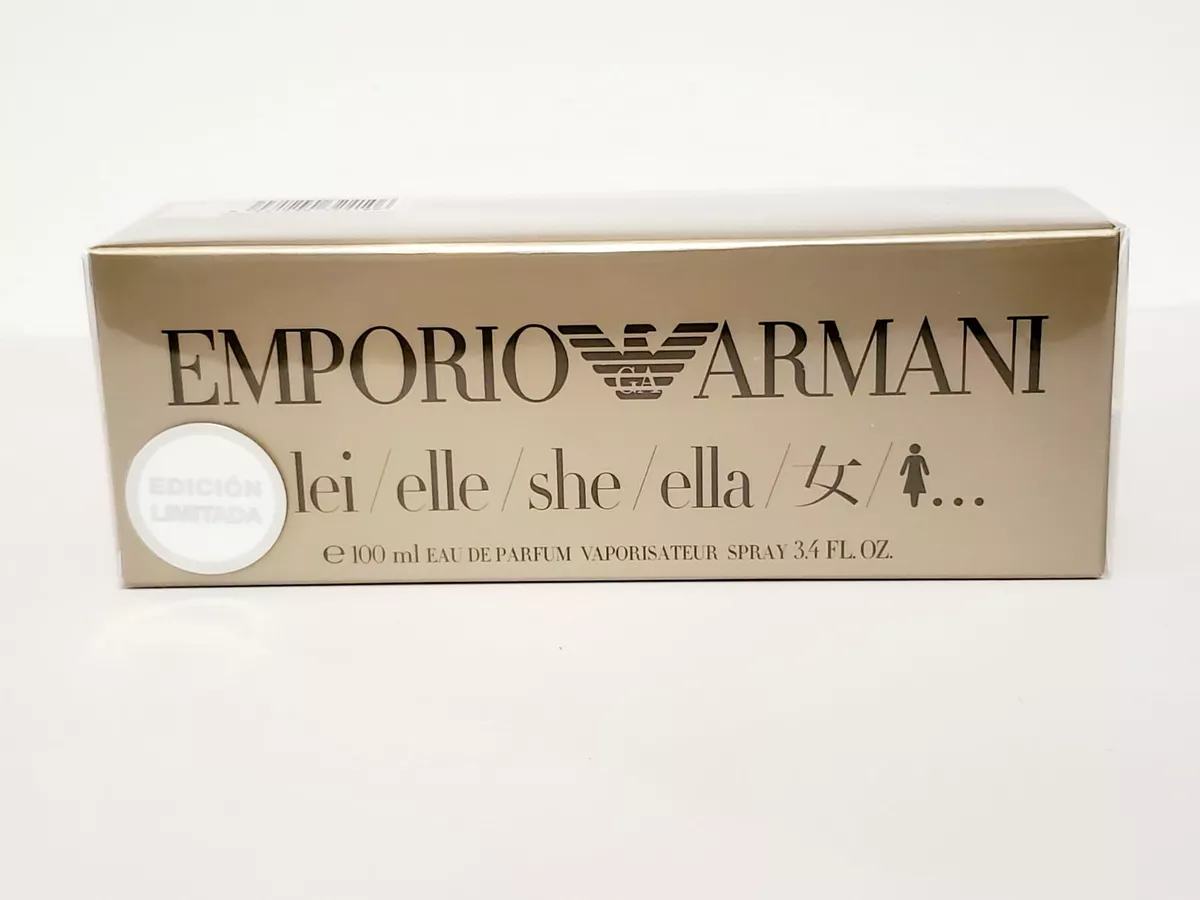 EMPORIO GA ARMANI
EDICIÓN
LIMITADA
lei/elle/she/ella/女/...
℮ 100 ml EAU DE PARFUM VAPORISATEUR SPRAY 3.4 FL. OZ.